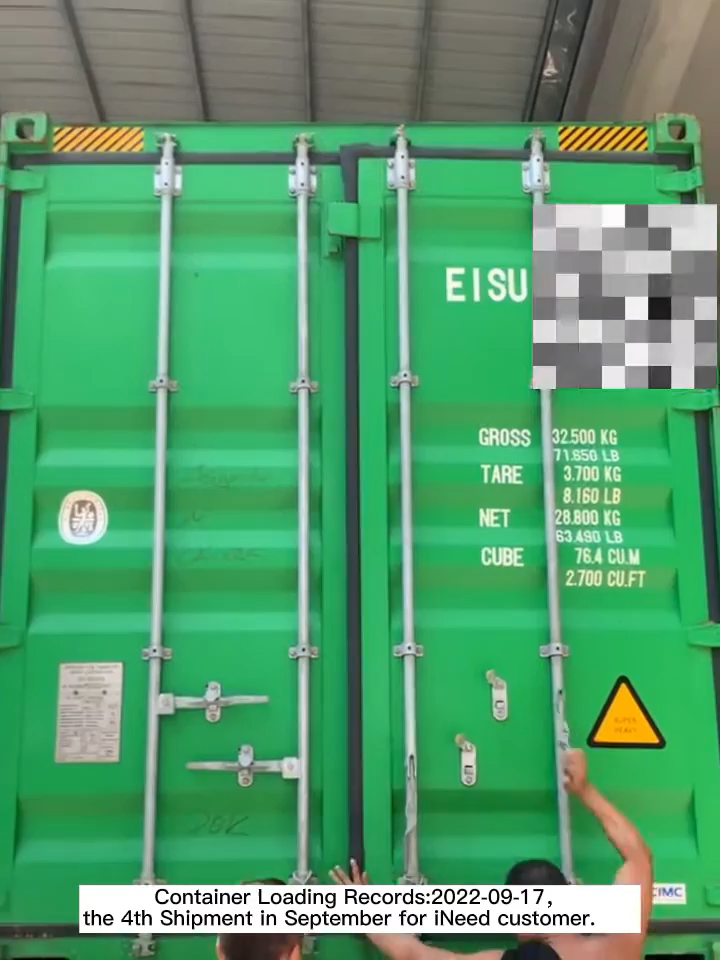 EISU
GROSS 32.500 KG
71.650 LB
TARE 3.700 KG
8.160 LB
NET 28.800 KG
63.490 LB
CUBE 76.4 CU.M
2.700 CU.FT
SUPER
HEAVY
CIMC
Container Loading Records:2022-09-17,
the 4th Shipment in September for iNeed customer.